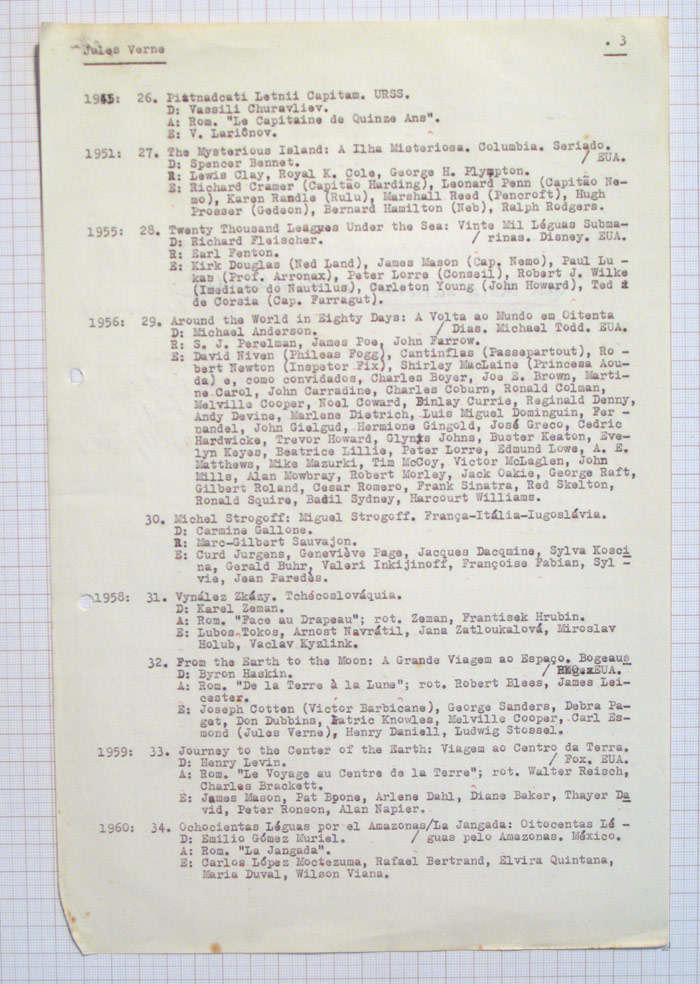 Jules Verne
. 3
1945: 26. Piatnadcati Letnii Capitam. URSS.
D: Vassili Churavliev.
A: Rom. "Le Capitaine de Quinze Ans".
E: V. Lariônov.
1951: 27. The Mysterious Island: A Ilha Misteriosa. Columbia. Seriado.
D: Spencer Bennet. / EUA.
R: Lewis Clay, Royal K. Cole, George H. Plympton.
E: Richard Cramer (Capitão Harding), Leonard Penn (Capitão Ne-
mo), Karen Randle (Rulu), Marshall Reed (Pencroft), Hugh
Prosser (Gedeon), Bernard Hamilton (Neb), Ralph Rodgers.
1955: 28. Twenty Thousand Leagues Under the Sea: Vinte Mil Léguas Subma-
D: Richard Fleischer. / rinas. Disney. EUA.
R: Earl Fenton.
E: Kirk Douglas (Ned Land), James Mason (Cap. Nemo), Paul Lu -
kas (Prof. Arronax), Peter Lorre (Conseil), Robert J. Wilke
(Imediato do Nautilus), Carleton Young (John Howard), Ted
de Corsia (Cap. Farragut).
1956: 29. Around the World in Eighty Days: A Volta ao Mundo em Oitenta
D: Michael Anderson. / Dias. Michael Todd. EUA.
R: S. J. Perelman, James Poe, John Farrow.
E: David Niven (Phileas Fogg), Cantinflas (Passepartout), Ro -
bert Newton (Inspetor Fix), Shirley MacLaine (Princesa Aou-
da) e, como convidados, Charles Boyer, Joe E. Brown, Marti-
ne Carol, John Carradine, Charles Coburn, Ronald Colman,
Melville Cooper, Noel Coward, Finlay Currie, Reginald Denny,
Andy Devine, Marlene Dietrich, Luis Miguel Dominguin, Fer -
nandel, John Gielgud, Hermione Gingold, José Greco, Cedric
Hardwicke, Trevor Howard, Glynis Johns, Buster Keaton, Eve-
lyn Keyes, Beatrice Lillie, Peter Lorre, Edmund Lowe, A. E.
Matthews, Mike Mazurki, Tim McCoy, Victor McLaglen, John
Mills, Alan Mowbray, Robert Morley, Jack Oakie, George Raft,
Gilbert Roland, Cesar Romero, Frank Sinatra, Red Skelton,
Ronald Squire, Basil Sydney, Harcourt Williams.
30. Michel Strogoff: Miguel Strogoff. França-Itália-Iugoslávia.
D: Carmine Gallone.
R: Marc-Gilbert Sauvajon.
E: Curd Jurgens, Geneviève Page, Jacques Dacqmine, Sylva Kosci
na, Gerald Buhr, Valeri Inkijinoff, Françoise Fabian, Syl -
vie, Jean Paredès.
1958: 31. Vynález Zkázy. Tchécoslováquia.
D: Karel Zeman.
A: Rom. "Face au Drapeau"; rot. Zeman, Frantisek Hrubin.
E: Lubos Tokos, Arnost Navrátil, Jana Zatloukalová, Miroslav
Holub, Vaclav Kyzlink.
32. From the Earth to the Moon: A Grande Viagem ao Espaço. Bogeaus
D: Byron Haskin. / EUA.
A: Rom. "De la Terre à la Lune"; rot. Robert Blees, James Lei-
cester.
E: Joseph Cotten (Victor Barbicane), George Sanders, Debra Pa-
get, Don Dubbins, Patric Knowles, Melville Cooper, Carl Es-
mond (Jules Verne), Henry Daniell, Ludwig Stossel.
1959: 33. Journey to the Center of the Earth: Viagem ao Centro da Terra.
D: Henry Levin. / Fox. EUA.
A: Rom. "Le Voyage au Centre de la Terre"; rot. Walter Reisch,
Charles Brackett.
E: James Mason, Pat Boone, Arlene Dahl, Diane Baker, Thayer Da
vid, Peter Ronson, Alan Napier.
1960: 34. Ochocientas Léguas por el Amazonas/La Jangada: Oitocentas Lé -
D: Emilio Gómez Muriel. / guas pelo Amazonas. México.
A: Rom. "La Jangada".
E: Carlos López Moctezuma, Rafael Bertrand, Elvira Quintana,
Maria Duval, Wilson Viana.